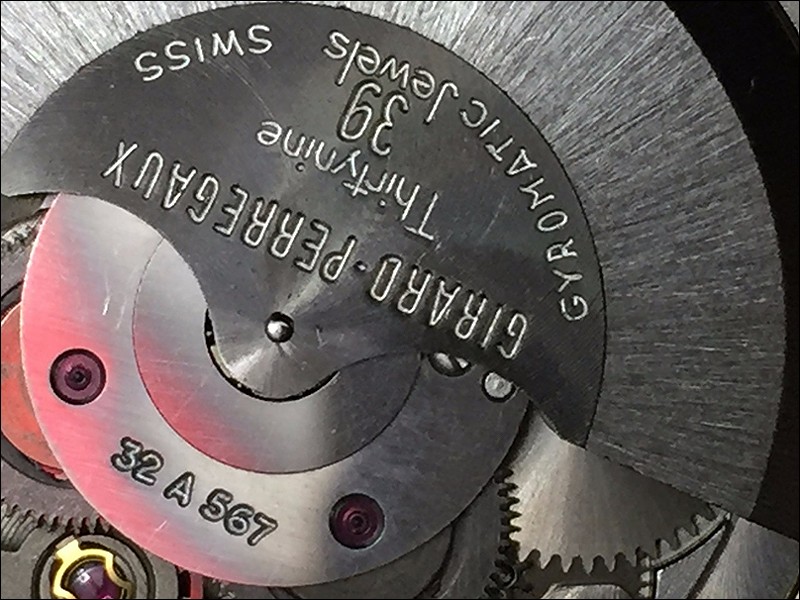 GIRARD-PERREGAUX
Thirtynine
39
Jewels
GYROMATIC
SWISS
32 A 567